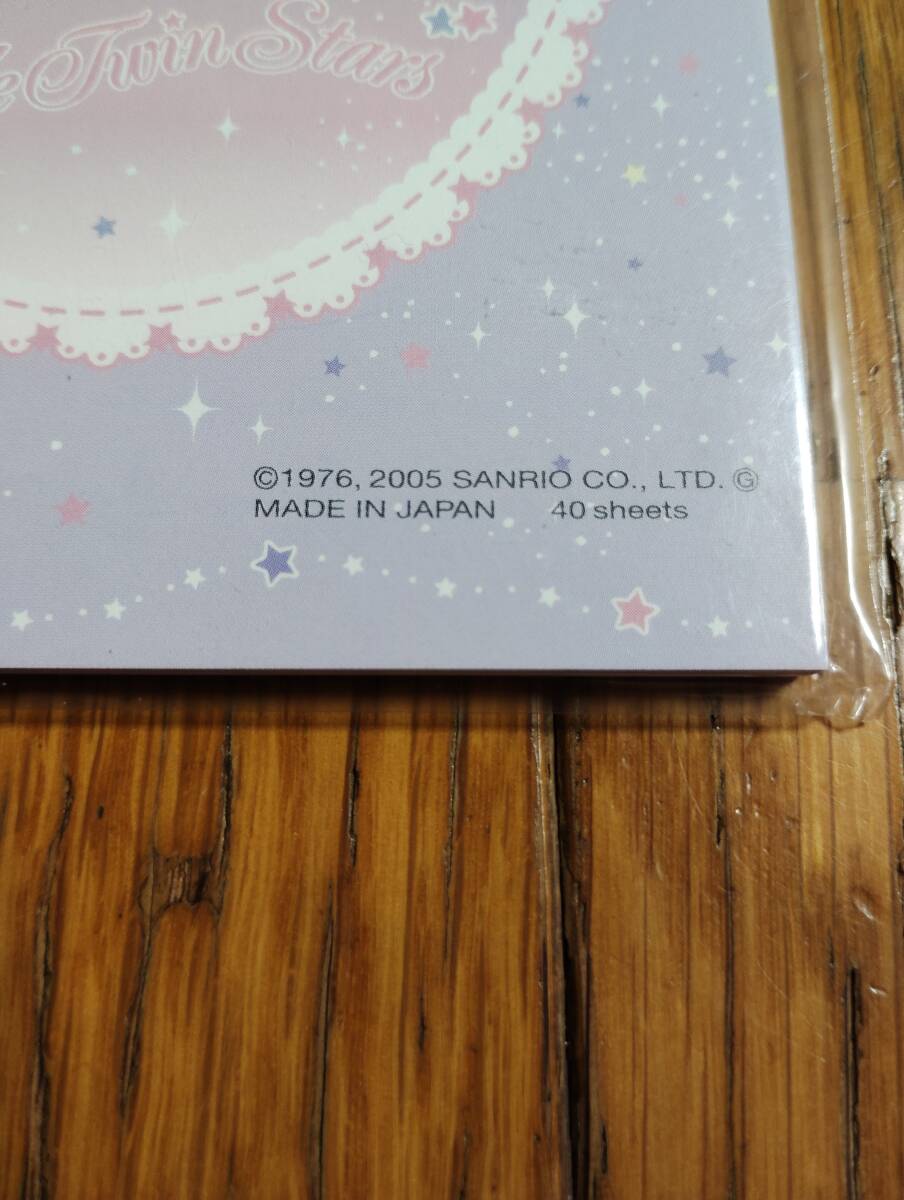 Twin Stars
©1976, 2005 SANRIO CO., LTD. Ⓖ
MADE IN JAPAN 40 sheets